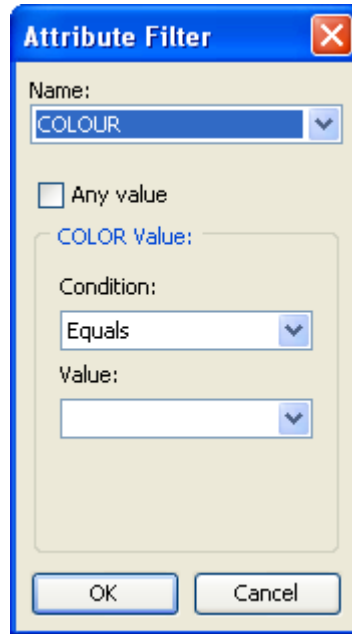 Attribute Filter
Name:
COLOUR
Any value
COLOR Value:
Condition:
Equals
Value:
OK
Cancel